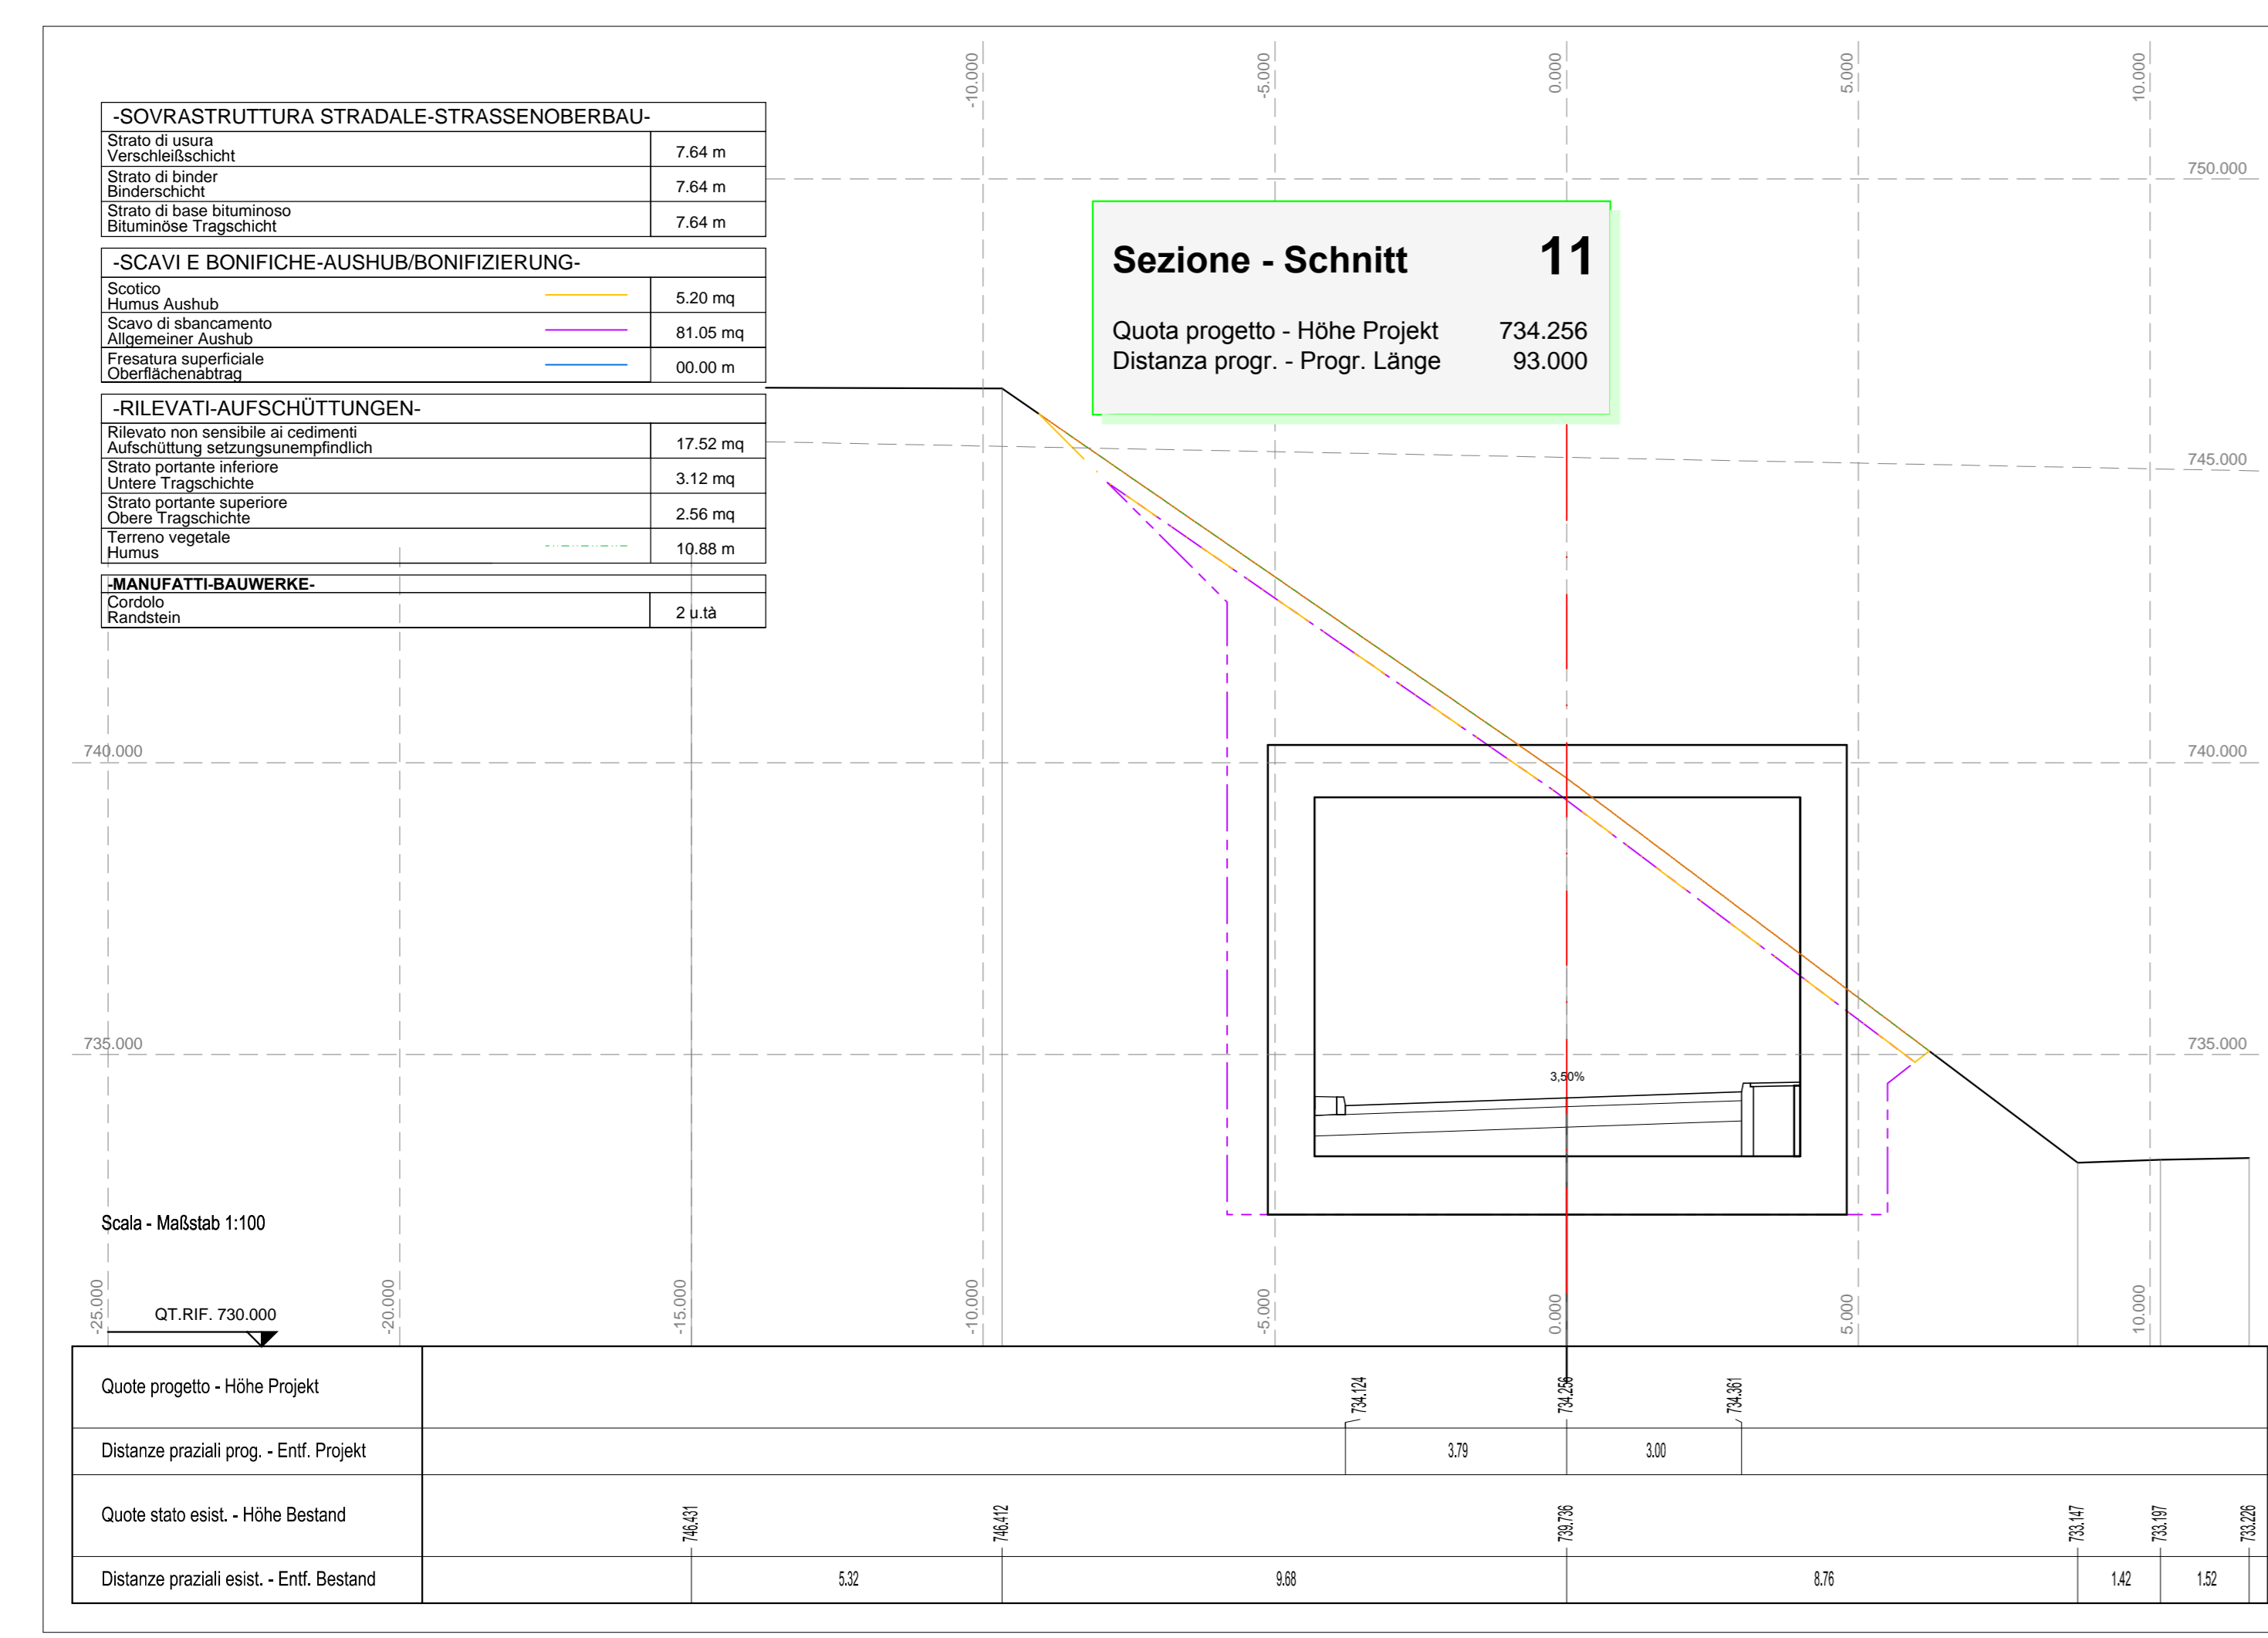 -10.000
-5.000
0.000
5.000
10.000
-SOVRASTRUTTURA STRADALE-STRASSENOBERBAU-
Strato di usura
Verschleißschicht
7.64 m
Strato di binder
Binderschicht
7.64 m
Strato di base bituminoso
Bituminöse Tragschicht
7.64 m
-SCAVI E BONIFICHE-AUSHUB/BONIFIZIERUNG-
Scotico
Humus Aushub
5.20 mq
Scavo di sbancamento
Allgemeiner Aushub
81.05 mq
Fresatura superficiale
Oberflächenabtrag
00.00 m
-RILEVATI-AUFSCHÜTTUNGEN-
Rilevato non sensibile ai cedimenti
Aufschüttung setzungsunempfindlich
17.52 mq
Strato portante inferiore
Untere Tragschichte
3.12 mq
Strato portante superiore
Obere Tragschichte
2.56 mq
Terreno vegetale
Humus
10.88 m
-MANUFATTI-BAUWERKE-
Cordolo
Randstein
2 u.tà
Sezione - Schnitt 11
Quota progetto - Höhe Projekt 734.256
Distanza progr. - Progr. Länge 93.000
750.000
745.000
740.000
740.000
735.000
735.000
3,50%
Scala - Maßstab 1:100
QT.RIF. 730.000
-25.000
-20.000
-15.000
-10.000
-5.000
0.000
5.000
10.000
Quote progetto - Höhe Projekt
734.124
734.256
734.361
Distanze praziali prog. - Entf. Projekt
3.79
3.00
Quote stato esist. - Höhe Bestand
746.431
746.412
739.736
733.147
733.197
733.226
Distanze praziali esist. - Entf. Bestand
5.32
9.68
8.76
1.42
1.52